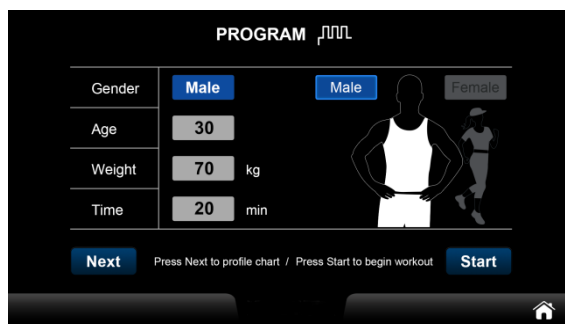 PROGRAM
Gender Male Male Female
Age 30
Weight 70 kg
Time 20 min
Next Press Next to profile chart / Press Start to begin workout Start